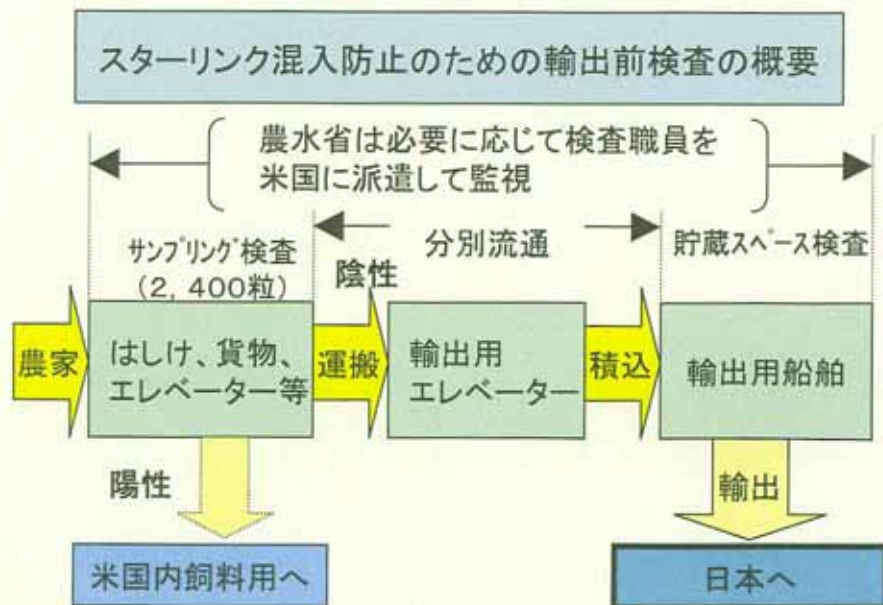 スターリンク混入防止のための輸出前検査の概要
農水省は必要に応じて検査職員を
米国に派遣して監視
サンプリング検査
(2,400粒)
陰性
分別流通
貯蔵スペース検査
農家
はしけ、貨物、
エレベーター等
運搬
輸出用
エレベーター
積込
輸出用船舶
陽性
輸出
米国内飼料用へ
日本へ